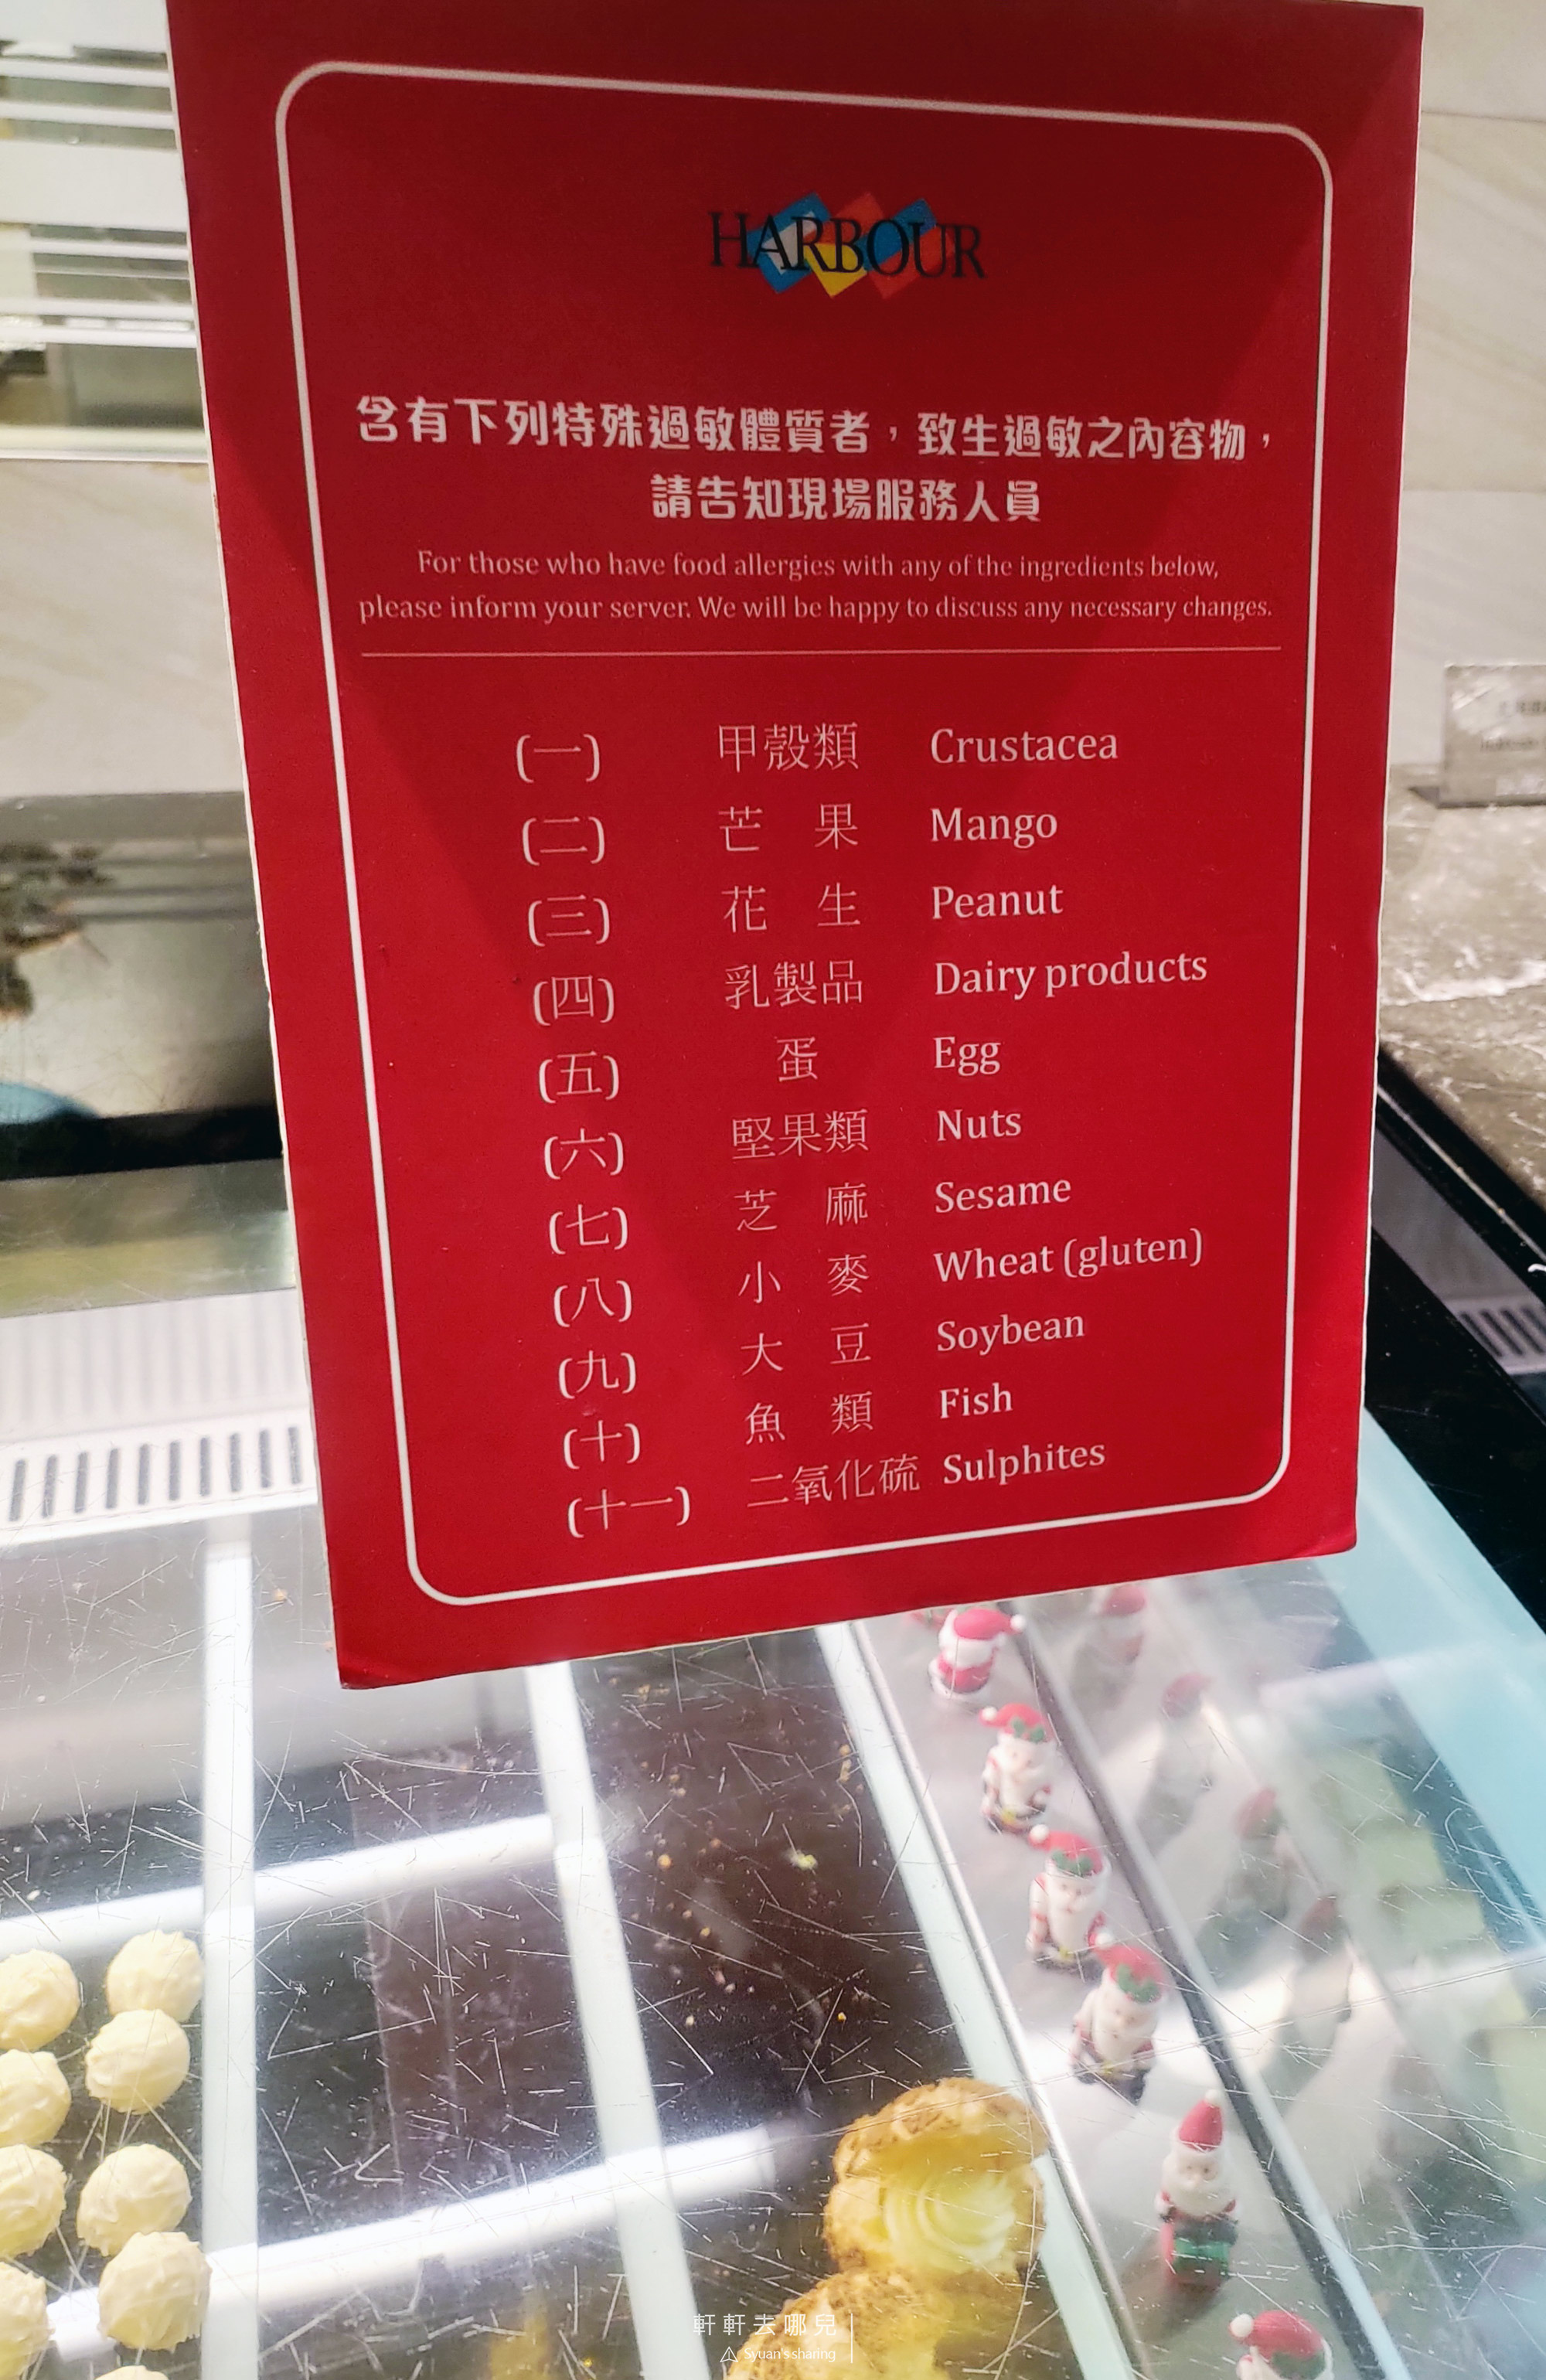 HARBOUR
含有下列特殊過敏體質者，致生過敏之內容物，
請告知現場服務人員
For those who have food allergies with any of the ingredients below,
please inform your server. We will be happy to discuss any necessary changes.
(一) 甲殼類 Crustacea
(二) 芒 果 Mango
(三) 花 生 Peanut
(四) 乳製品 Dairy products
(五) 蛋 Egg
(六) 堅果類 Nuts
(七) 芝 麻 Sesame
(八) 小 麥 Wheat (gluten)
(九) 大 豆 Soybean
(十) 魚 類 Fish
(十一) 二氧化硫 Sulphites
軒軒去哪兒
Syuan's sharing